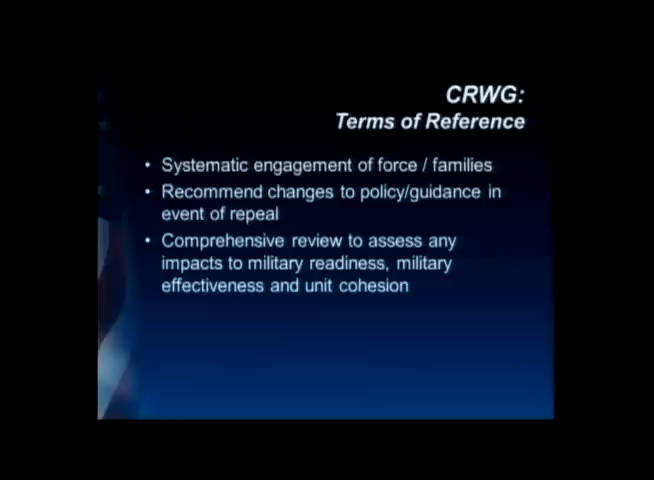 CRWG:
Terms of Reference
• Systematic engagement of force / families
• Recommend changes to policy/guidance in
event of repeal
• Comprehensive review to assess any
impacts to military readiness, military
effectiveness and unit cohesion